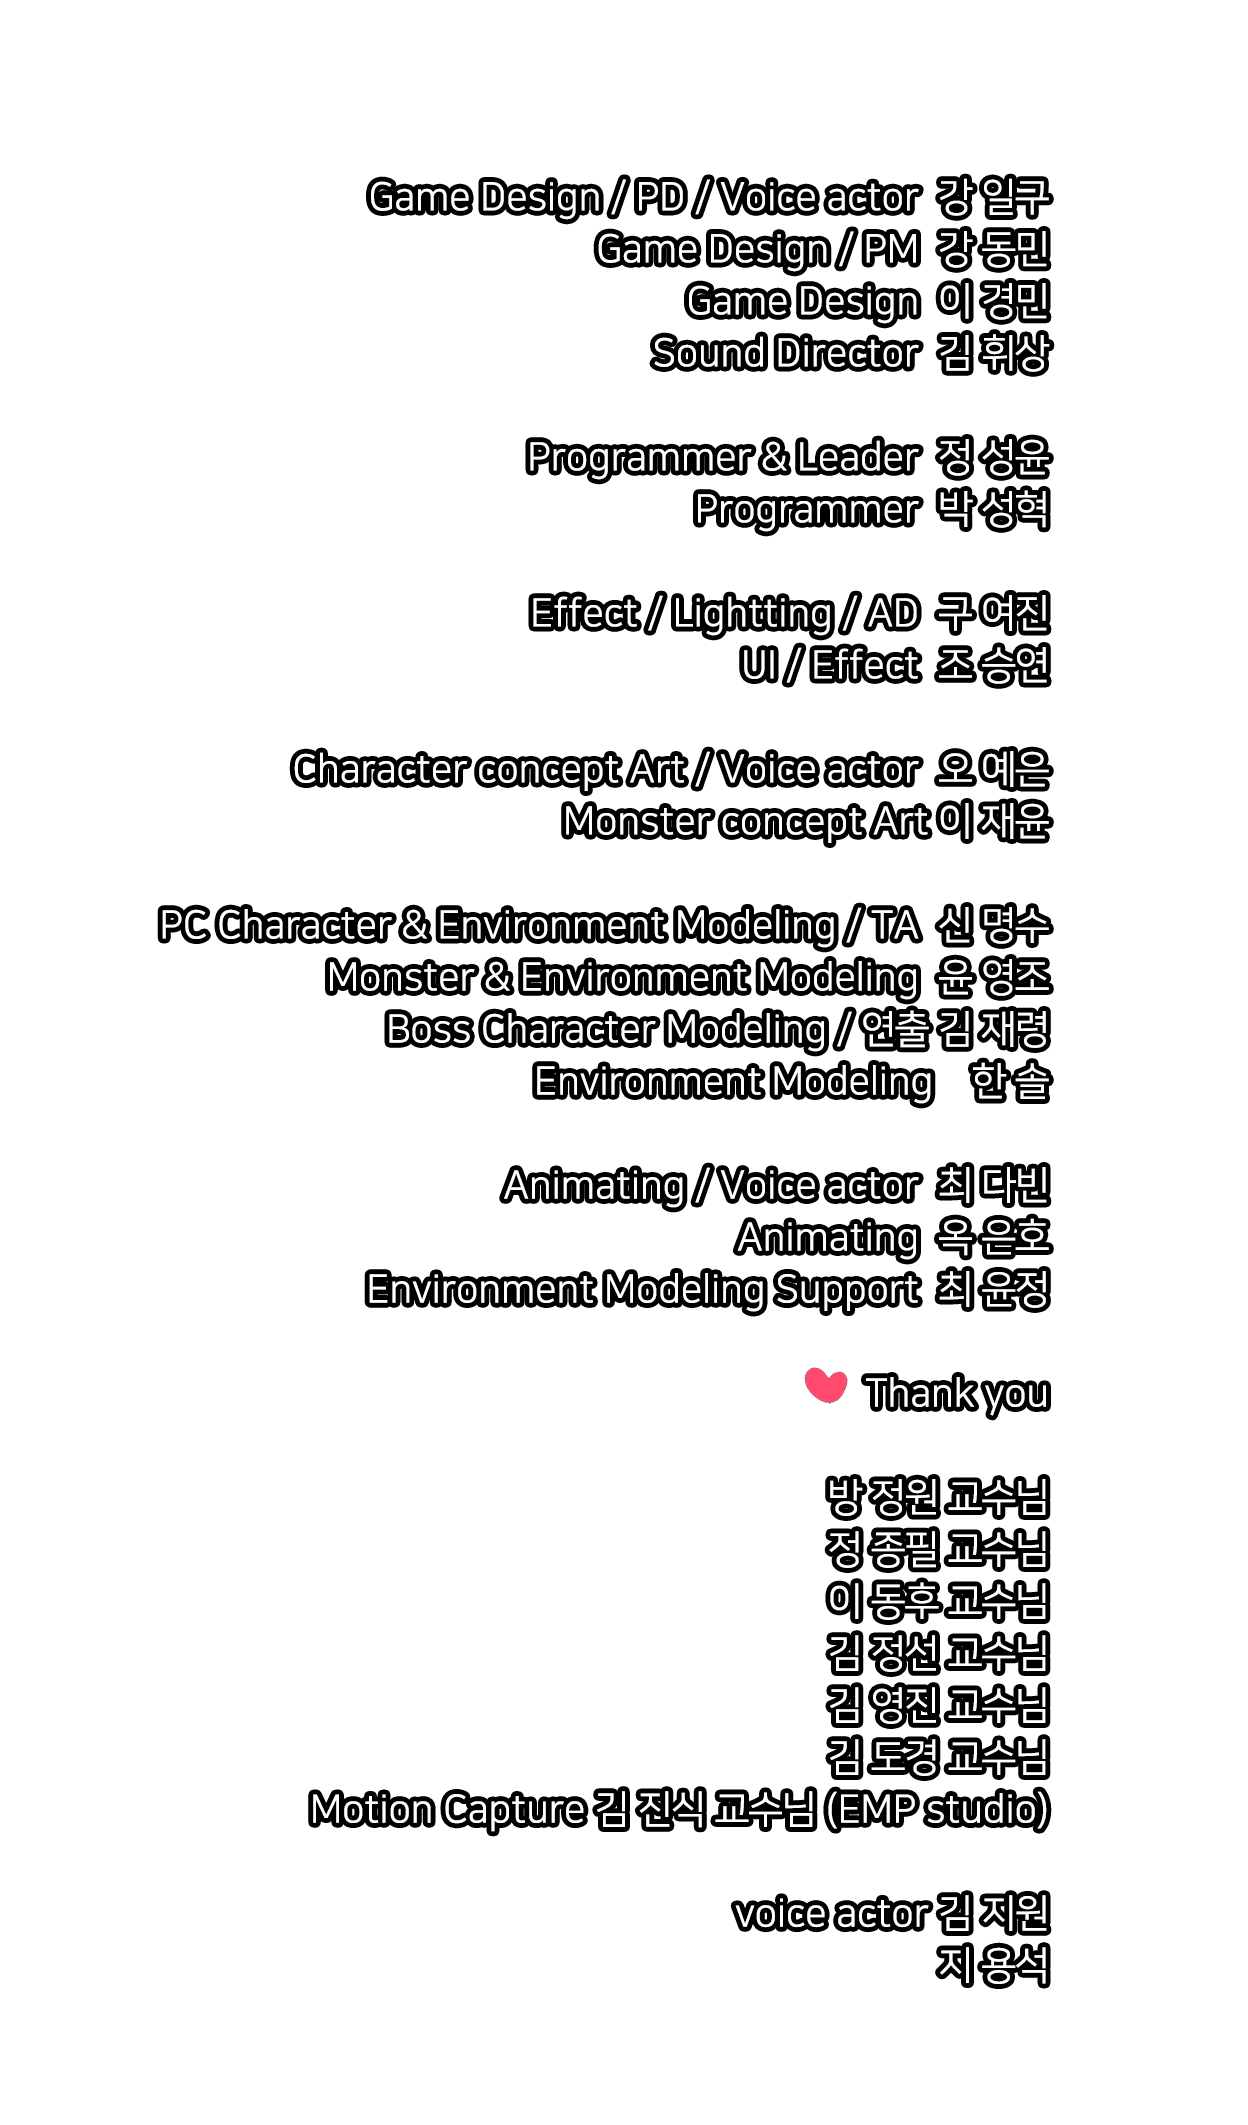 Game Design / PD / Voice actor 강 일구
Game Design / PM 강 동민
Game Design 이 경민
Sound Director 김 휘상
Programmer & Leader 정 성윤
Programmer 박 성혁
Effect / Lightting / AD 구 여진
UI / Effect 조 승연
Character concept Art / Voice actor 오 예은
Monster concept Art 이 재윤
PC Character & Environment Modeling / TA 신 명수
Monster & Environment Modeling 윤 영조
Boss Character Modeling / 연출 김 재령
Environment Modeling 한 솔
Animating / Voice actor 최 다빈
Animating 옥 은호
Environment Modeling Support 최 윤정
Thank you
방 정원 교수님
정 종필 교수님
이 동후 교수님
김 정선 교수님
김 영진 교수님
김 도경 교수님
Motion Capture 김 진식 교수님 (EMP studio)
voice actor 김 지원
지 용석